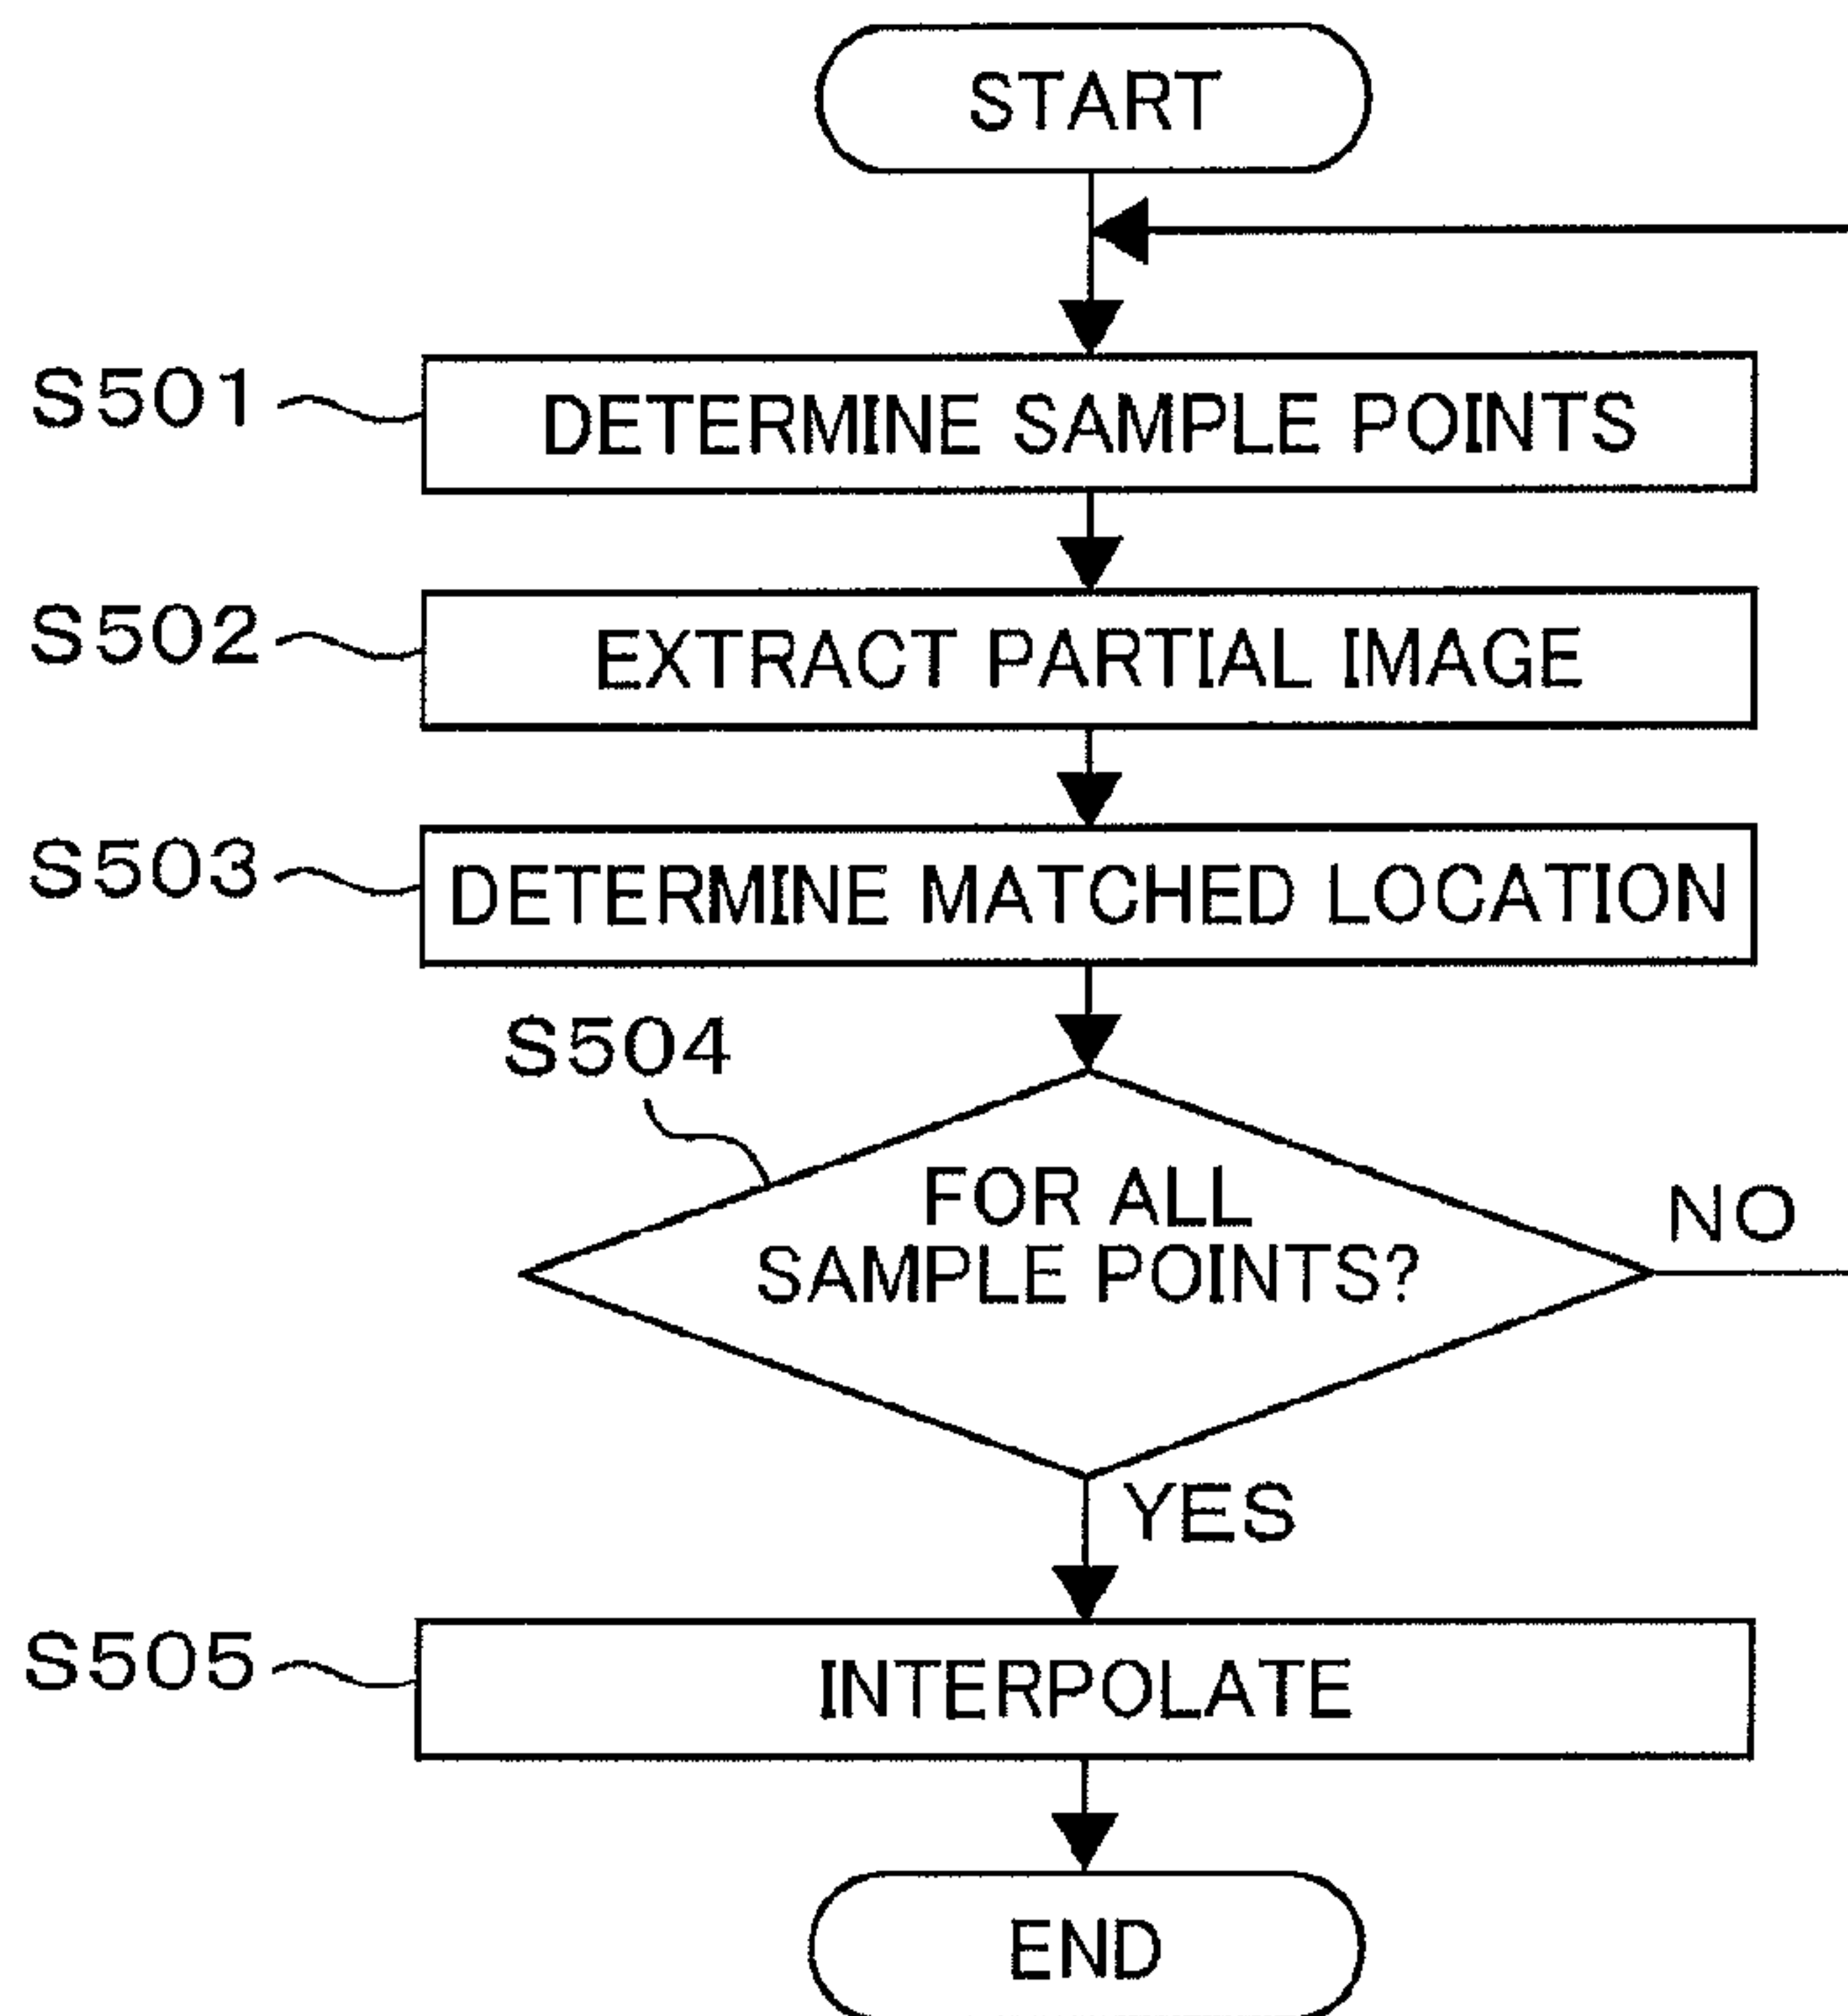 START
S501
DETERMINE SAMPLE POINTS
S502
EXTRACT PARTIAL IMAGE
S503
DETERMINE MATCHED LOCATION
S504
FOR ALL
SAMPLE POINTS?
NO
YES
S505
INTERPOLATE
END